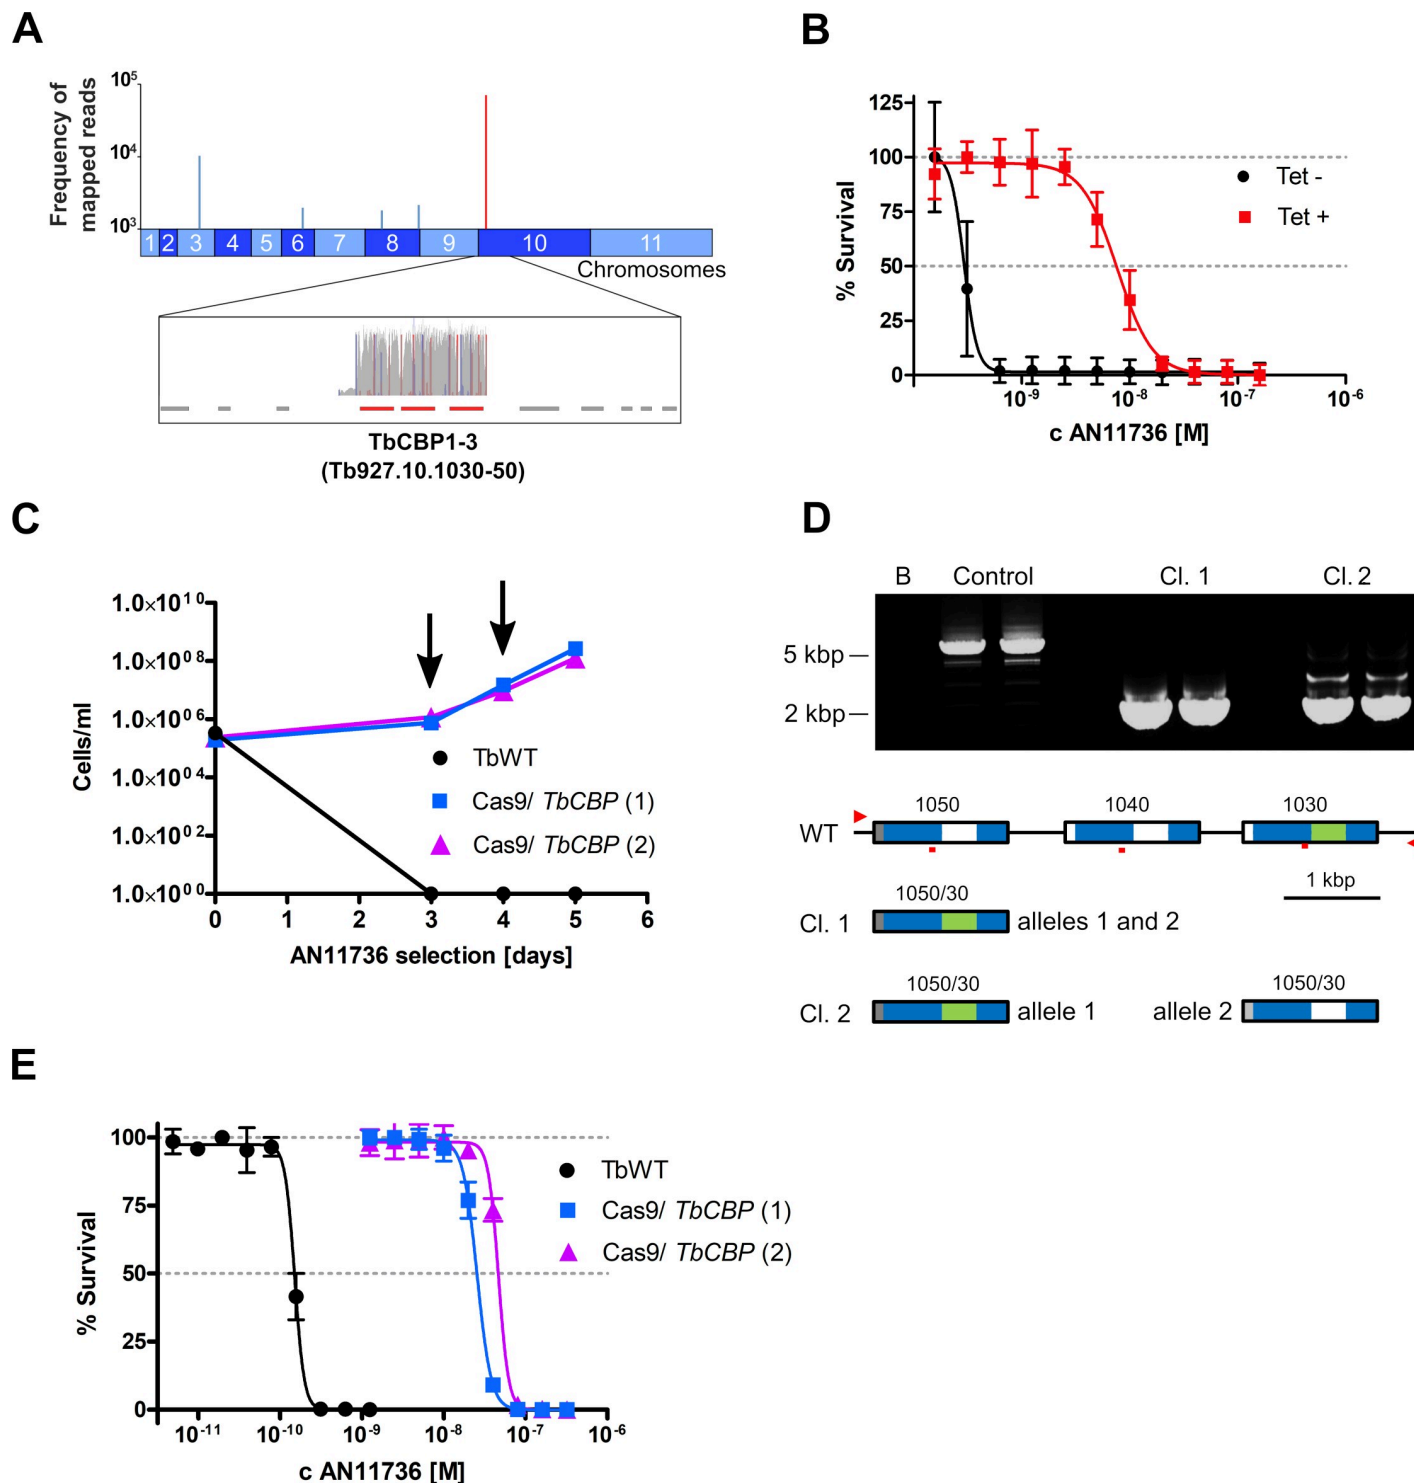 A
Frequency of
mapped reads
10⁵
10⁴
10³
1 2 3 4 5 6 7 8 9 10 11
Chromosomes
TbCBP1-3
(Tb927.10.1030-50)
B
% Survival
125
100
75
50
25
0
Tet -
Tet +
10⁻⁹ 10⁻⁸ 10⁻⁷ 10⁻⁶
c AN11736 [M]
C
Cells/ml
1.0×10¹⁰
1.0×10⁰⁸
1.0×10⁰⁶
1.0×10⁰⁴
1.0×10⁰²
1.0×10⁰⁰
TbWT
Cas9/ TbCBP (1)
Cas9/ TbCBP (2)
0 1 2 3 4 5 6
AN11736 selection [days]
D
B Control Cl. 1 Cl. 2
5 kbp
2 kbp
1050 1040 1030
WT
1 kbp
1050/30
Cl. 1 alleles 1 and 2
1050/30 1050/30
Cl. 2 allele 1 allele 2
E
% Survival
100
75
50
25
0
TbWT
Cas9/ TbCBP (1)
Cas9/ TbCBP (2)
10⁻¹¹ 10⁻¹⁰ 10⁻⁹ 10⁻⁸ 10⁻⁷ 10⁻⁶
c AN11736 [M]